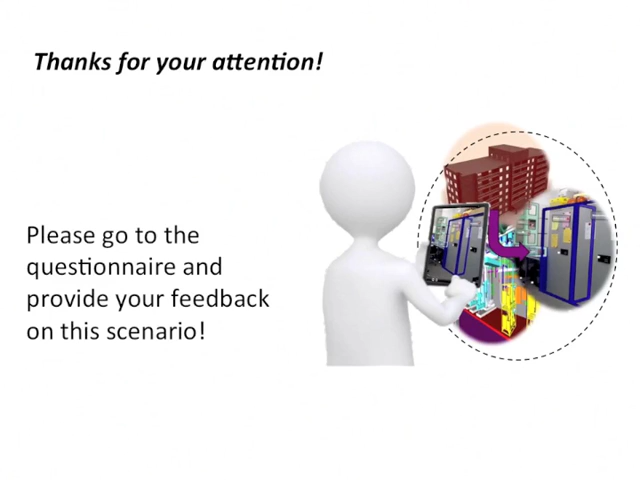 Thanks for your attention!
Please go to the
questionnaire and
provide your feedback
on this scenario!